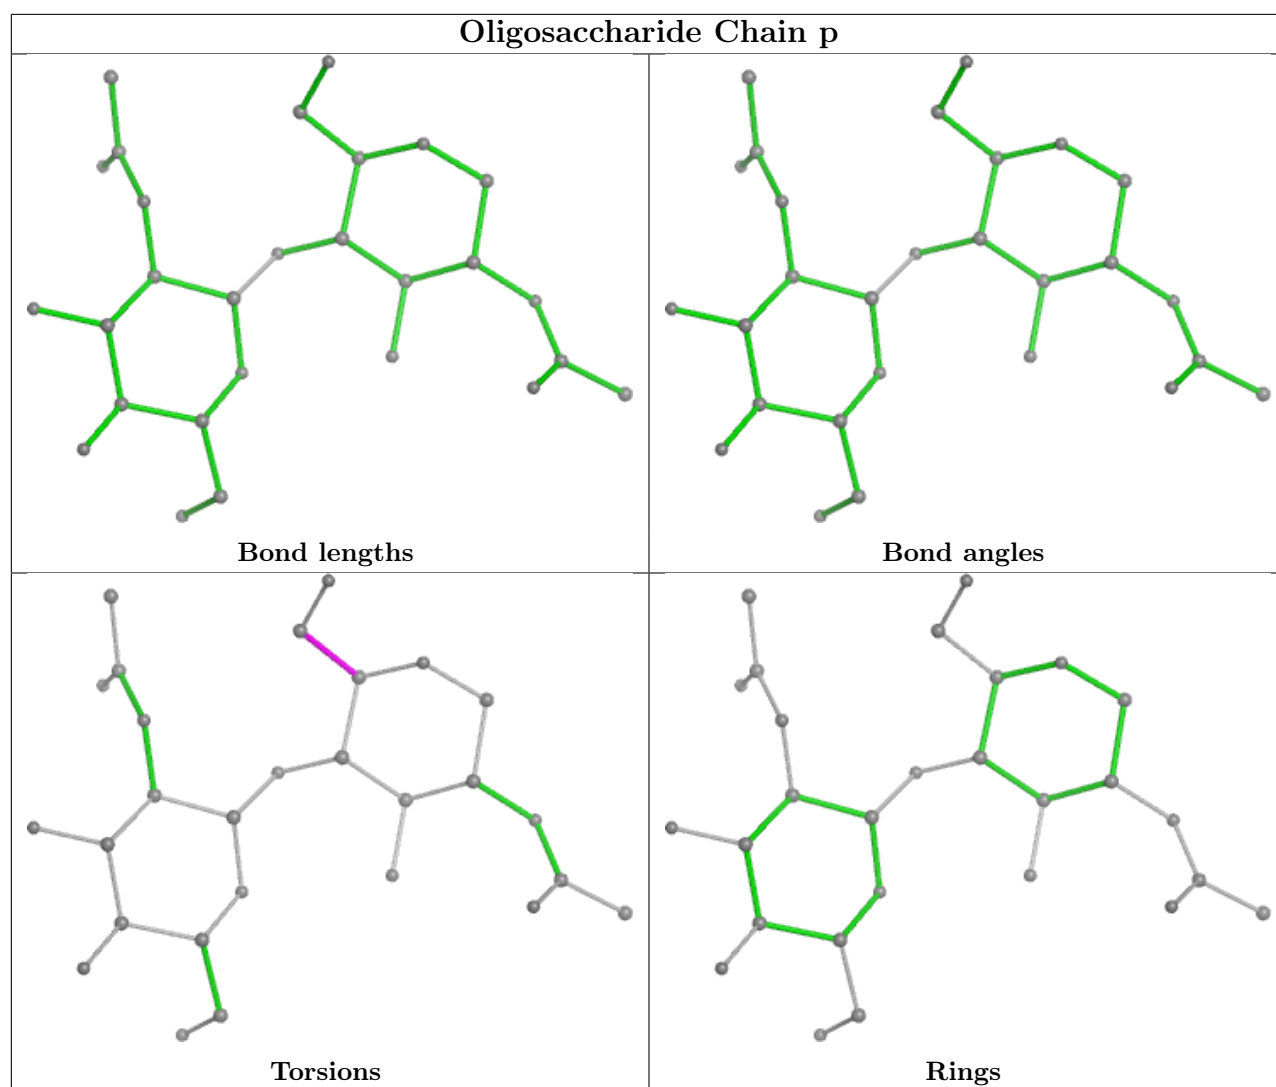 Oligosaccharide Chain p
Bond lengths
Bond angles
Torsions
Rings